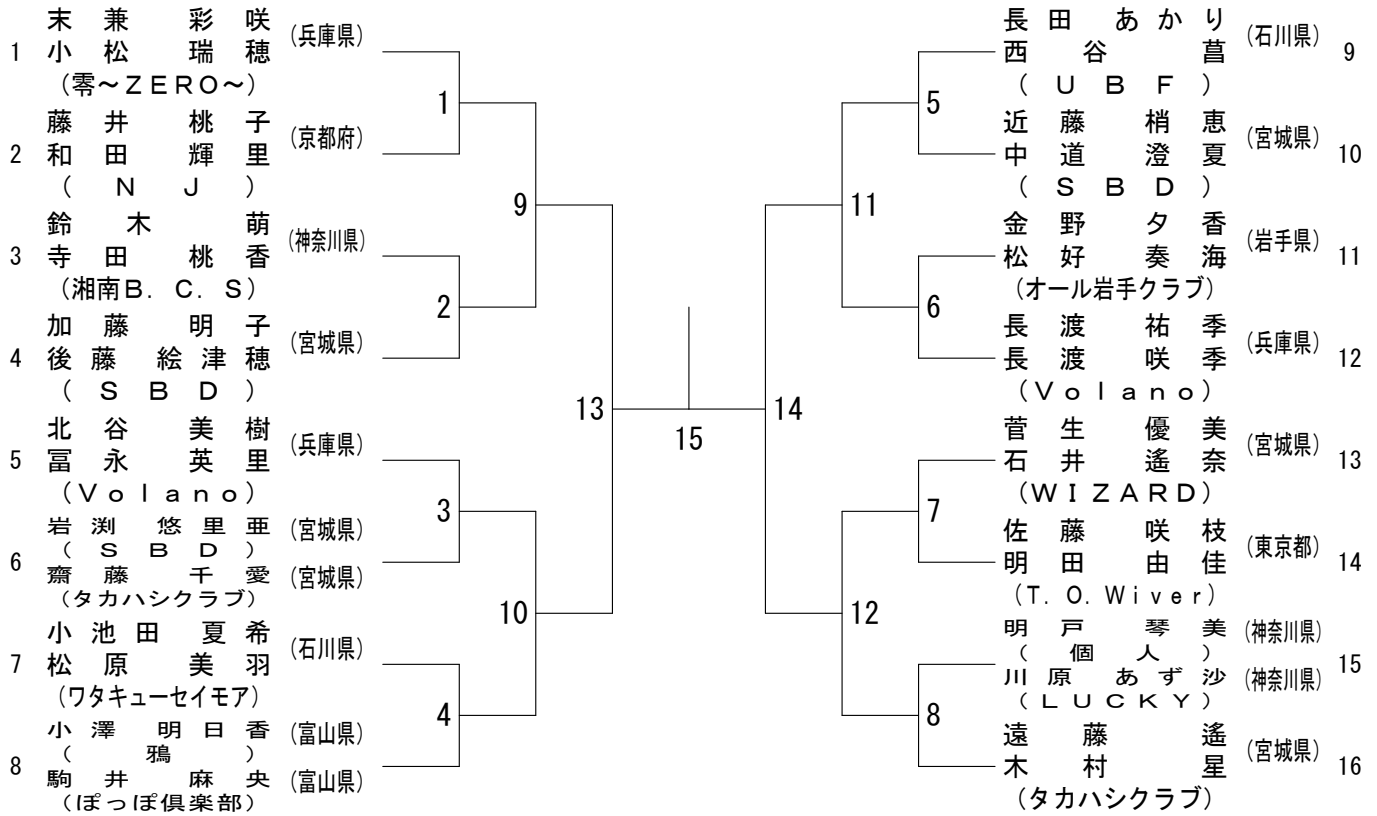 末兼彩咲
1 小松瑞穂 (兵庫県)
(零～ZERO～)
藤井桃子
2 和田輝里 (京都府)
(NJ)
鈴木萌
3 寺田桃香 (神奈川県)
(湘南B.C.S)
加藤明子
4 後藤絵津穂 (宮城県)
(SBD)
北谷美樹
5 冨永英里 (兵庫県)
(Volano)
岩渕悠里亜 (宮城県)
(SBD)
6
齋藤千愛 (宮城県)
(タカハシクラブ)
小池田夏希
7 松原美羽 (石川県)
(ワタキューセイモア)
小澤明日香 (富山県)
(鴉)
8
駒井麻央 (富山県)
(ぽっぽ倶楽部)
1
2
3
4
9
10
13
15
14
11
12
5
6
7
8
長田あかり
西谷菖 (石川県) 9
(UBF)
近藤梢恵
中道澄夏 (宮城県) 10
(SBD)
金野夕香
松好奏海 (岩手県) 11
(オール岩手クラブ)
長渡祐季
長渡咲季 (兵庫県) 12
(Volano)
菅生優美
石井遙奈 (宮城県) 13
(WIZARD)
佐藤咲枝
明田由佳 (東京都) 14
(T.O.Wiver)
明戸琴美 (神奈川県)
(個人)
15
川原あず沙 (神奈川県)
(LUCKY)
遠藤遙
木村星 (宮城県) 16
(タカハシクラブ)